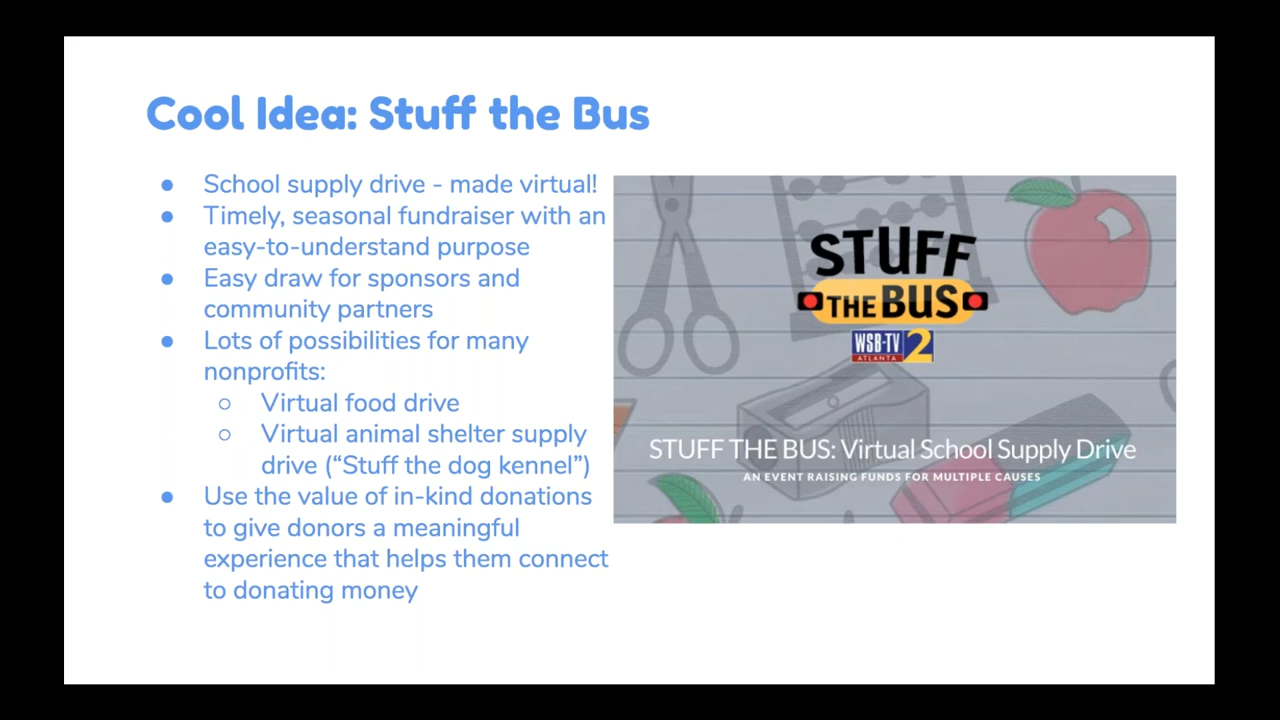 Cool Idea: Stuff the Bus
● School supply drive - made virtual!
● Timely, seasonal fundraiser with an
easy-to-understand purpose
● Easy draw for sponsors and
community partners
● Lots of possibilities for many
nonprofits:
○ Virtual food drive
○ Virtual animal shelter supply
drive (“Stuff the dog kennel”)
● Use the value of in-kind donations
to give donors a meaningful
experience that helps them connect
to donating money
STUFF
THE BUS
WSB-TV 2
ATLANTA
STUFF THE BUS: Virtual School Supply Drive
AN EVENT RAISING FUNDS FOR MULTIPLE CAUSES